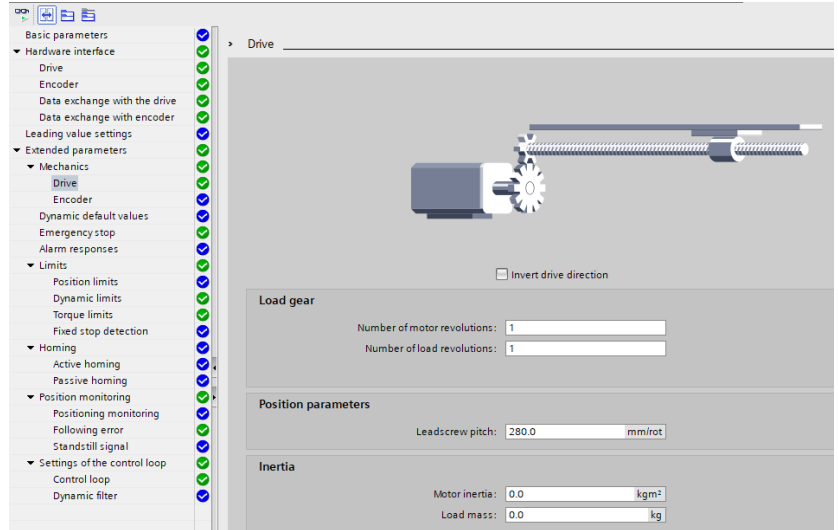 Basic parameters
Hardware interface
Drive
Encoder
Data exchange with the drive
Data exchange with encoder
Leading value settings
Extended parameters
Mechanics
Drive
Encoder
Dynamic default values
Emergency stop
Alarm responses
Limits
Position limits
Dynamic limits
Torque limits
Fixed stop detection
Homing
Active homing
Passive homing
Position monitoring
Positioning monitoring
Following error
Standstill signal
Settings of the control loop
Control loop
Dynamic filter
Drive
Invert drive direction
Load gear
Number of motor revolutions: 1
Number of load revolutions: 1
Position parameters
Leadscrew pitch: 280.0 mm/rot
Inertia
Motor inertia: 0.0 kgm²
Load mass: 0.0 kg